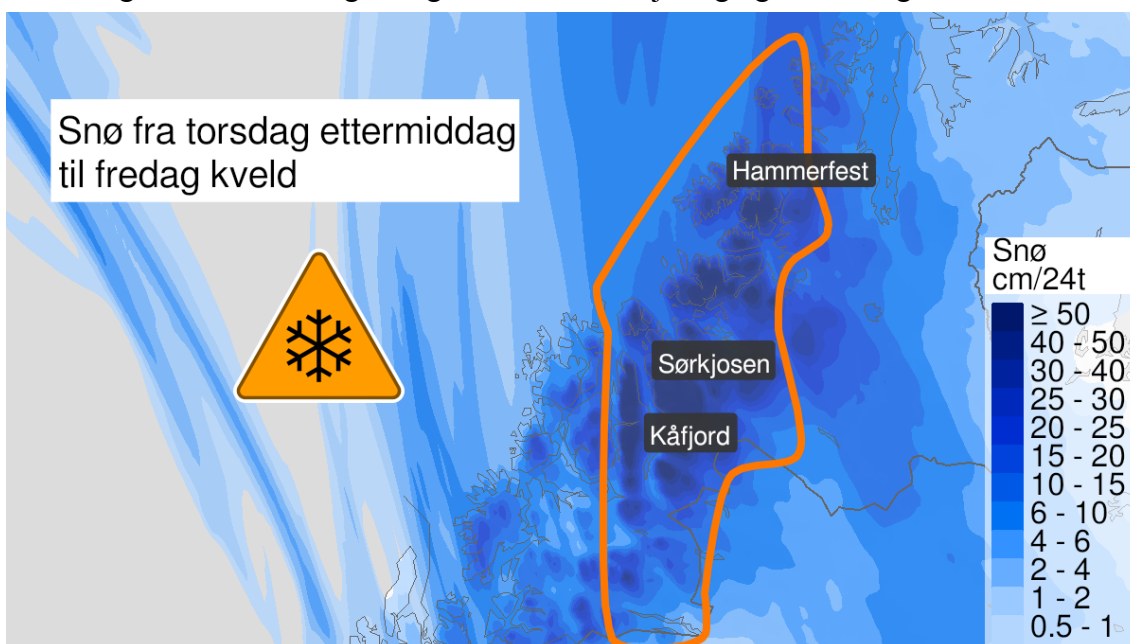 Snø fra torsdag ettermiddag
til fredag kveld
Hammerfest
Sørkjosen
Kåfjord
Snø
cm/24t
≥ 50
40 - 50
30 - 40
25 - 30
20 - 25
15 - 20
10 - 15
6 - 10
4 - 6
2 - 4
1 - 2
0.5 - 1